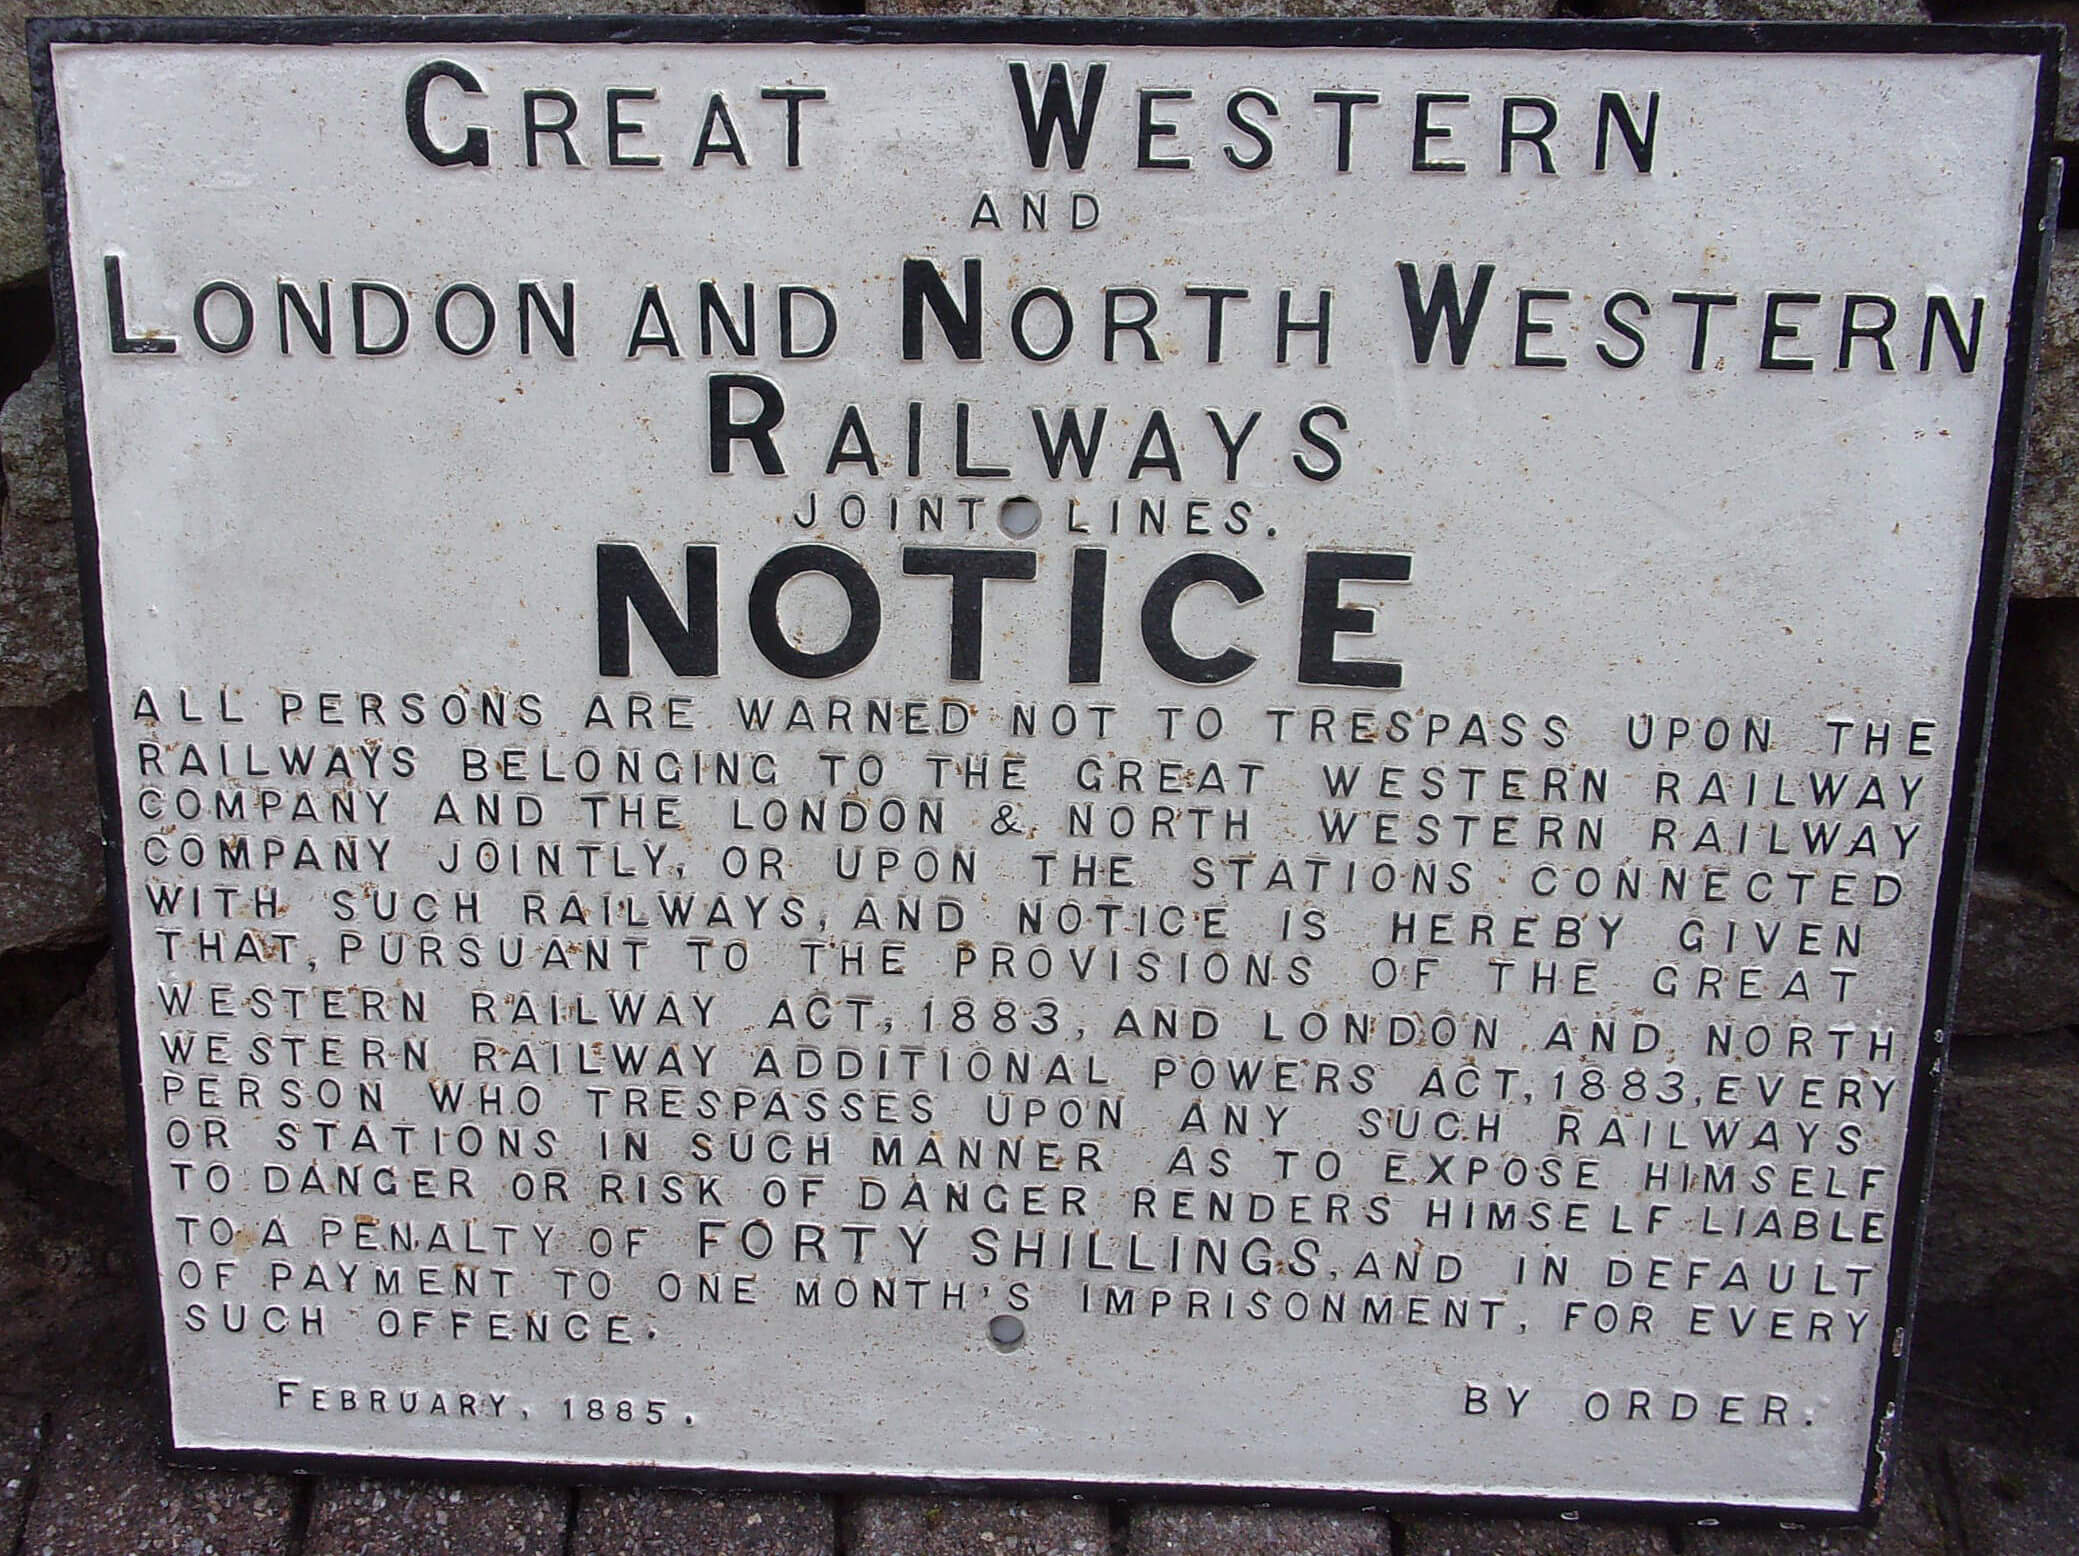 GREAT WESTERN
AND
LONDON AND NORTH WESTERN
RAILWAYS
JOINT LINES.
NOTICE
ALL PERSONS ARE WARNED NOT TO TRESPASS UPON THE
RAILWAYS BELONGING TO THE GREAT WESTERN RAILWAY
COMPANY AND THE LONDON & NORTH WESTERN RAILWAY
COMPANY JOINTLY, OR UPON THE STATIONS CONNECTED
WITH SUCH RAILWAYS, AND NOTICE IS HEREBY GIVEN
THAT, PURSUANT TO THE PROVISIONS OF THE GREAT
WESTERN RAILWAY ACT, 1883, AND LONDON AND NORTH
WESTERN RAILWAY ADDITIONAL POWERS ACT, 1883, EVERY
PERSON WHO TRESPASSES UPON ANY SUCH RAILWAYS
OR STATIONS IN SUCH MANNER AS TO EXPOSE HIMSELF
TO DANGER OR RISK OF DANGER RENDERS HIMSELF LIABLE
TO A PENALTY OF FORTY SHILLINGS, AND IN DEFAULT
OF PAYMENT TO ONE MONTH'S IMPRISONMENT, FOR EVERY
SUCH OFFENCE.
FEBRUARY, 1885. BY ORDER.